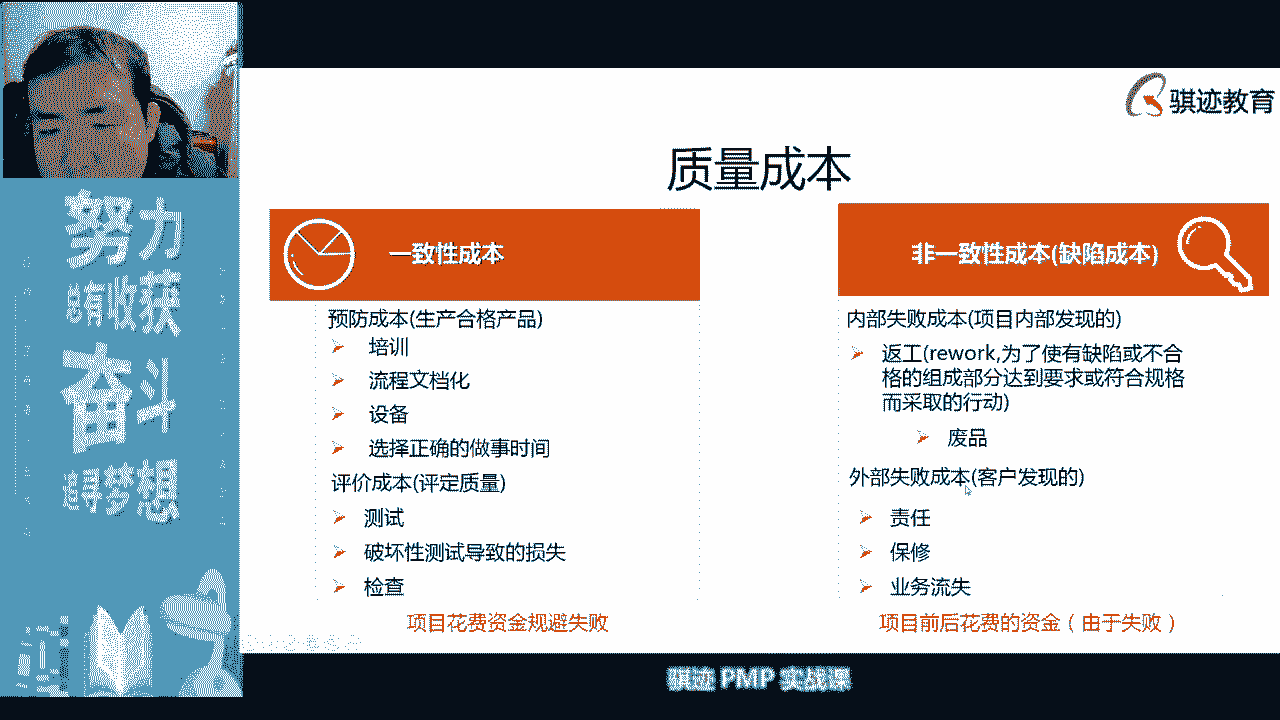 骐迹教育
努力
总有收获
奋斗
追寻梦想
质量成本
一致性成本
预防成本(生产合格产品)
培训
流程文档化
设备
选择正确的做事时间
评价成本(评定质量)
测试
破坏性测试导致的损失
检查
项目花费资金规避失败
非一致性成本(缺陷成本)
内部失败成本(项目内部发现的)
返工(rework,为了使有缺陷或不合
格的组成部分达到要求或符合规格
而采取的行动)
废品
外部失败成本(客户发现的)
责任
保修
业务流失
项目前后花费的资金（由于失败）
骐迹 PMP 实战课